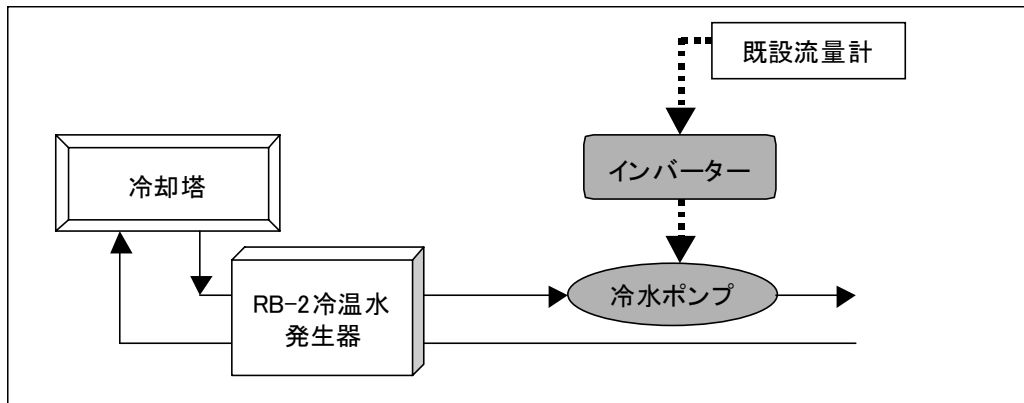 既設流量計
インバーター
冷却塔
RB-2冷温水
発生器
冷水ポンプ